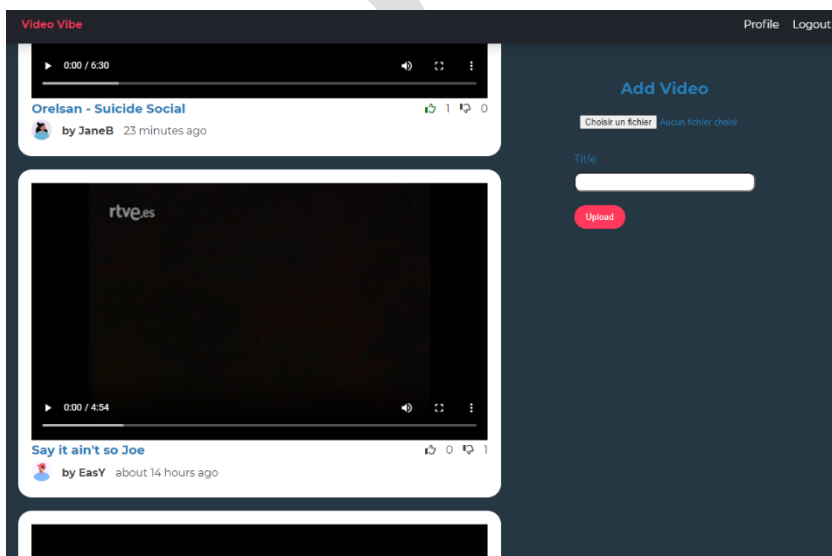 Video Vibe
Profile Logout
0:00 / 6:30
Orelsan - Suicide Social
1 0
by JaneB 23 minutes ago
rtve.es
0:00 / 4:54
Say it ain't so Joe
0 1
by EasY about 14 hours ago
Add Video
Choisir un fichier Aucun fichier choisi
Title
Upload